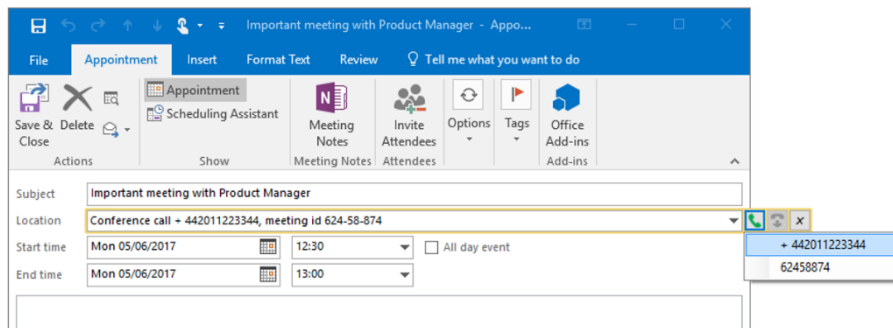 Important meeting with Product Manager - Appo...
File Appointment Insert Format Text Review Tell me what you want to do
Save & Close
Delete
Actions
Appointment
Scheduling Assistant
Show
Meeting Notes
Meeting Notes
Invite Attendees
Attendees
Options
Tags
Office Add-ins
Add-ins
Subject Important meeting with Product Manager
Location Conference call + 442011223344, meeting id 624-58-874 x
+ 442011223344
Start time Mon 05/06/2017 12:30 All day event
62458874
End time Mon 05/06/2017 13:00